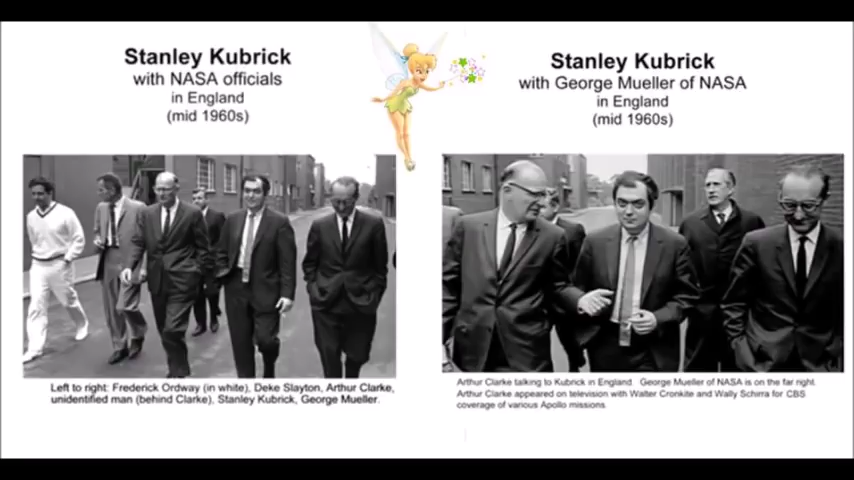 Stanley Kubrick
with NASA officials
in England
(mid 1960s)
Left to right: Frederick Ordway (in white), Deke Slayton, Arthur Clarke,
unidentified man (behind Clarke), Stanley Kubrick, George Mueller.
Stanley Kubrick
with George Mueller of NASA
in England
(mid 1960s)
Arthur Clarke talking to Kubrick in England. George Mueller of NASA is on the far right.
Arthur Clarke appeared on television with Walter Cronkite and Wally Schirra for CBS
coverage of various Apollo missions.